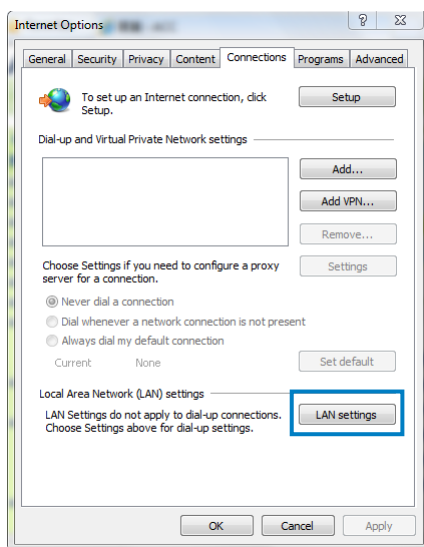 Internet Options
General Security Privacy Content Connections Programs Advanced
To set up an Internet connection, click
Setup.
Setup
Dial-up and Virtual Private Network settings
Add...
Add VPN...
Remove...
Choose Settings if you need to configure a proxy
server for a connection.
Settings
Never dial a connection
Dial whenever a network connection is not present
Always dial my default connection
Current None
Set default
Local Area Network (LAN) settings
LAN Settings do not apply to dial-up connections.
Choose Settings above for dial-up settings.
LAN settings
OK Cancel Apply